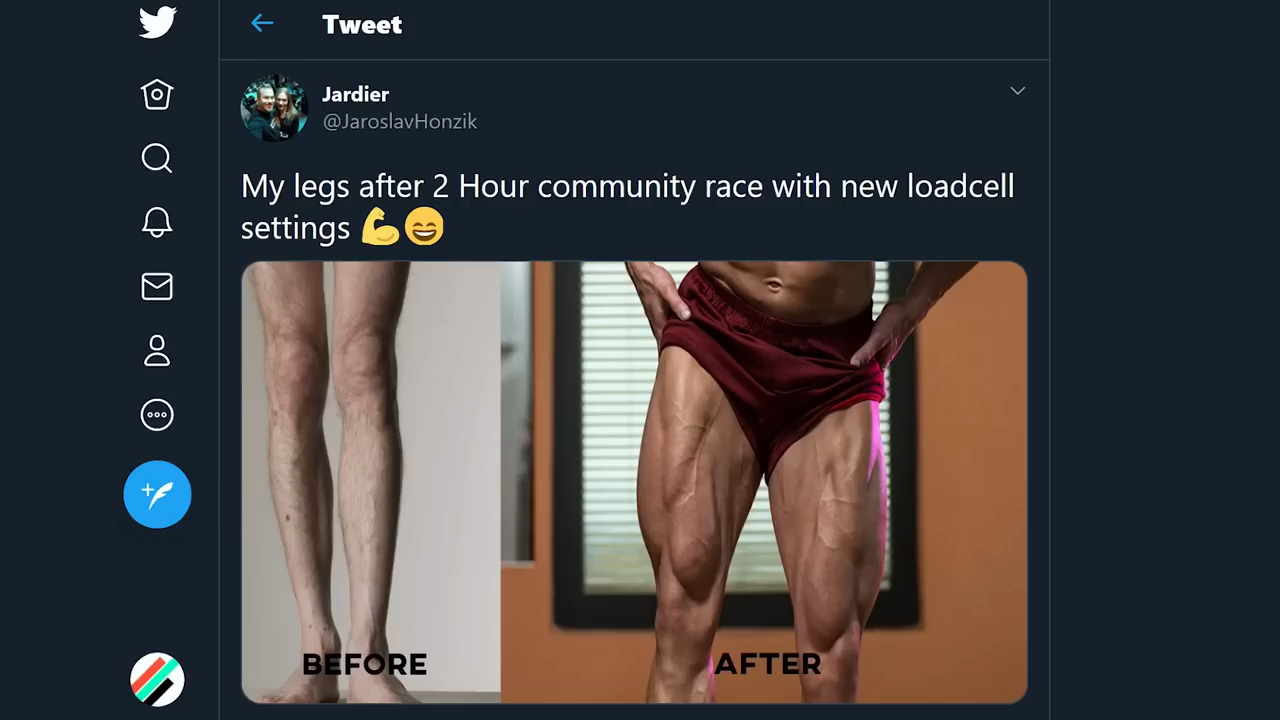 Tweet
Jardier
@JaroslavHonzik
My legs after 2 Hour community race with new loadcell
settings 💪😄
BEFORE
AFTER